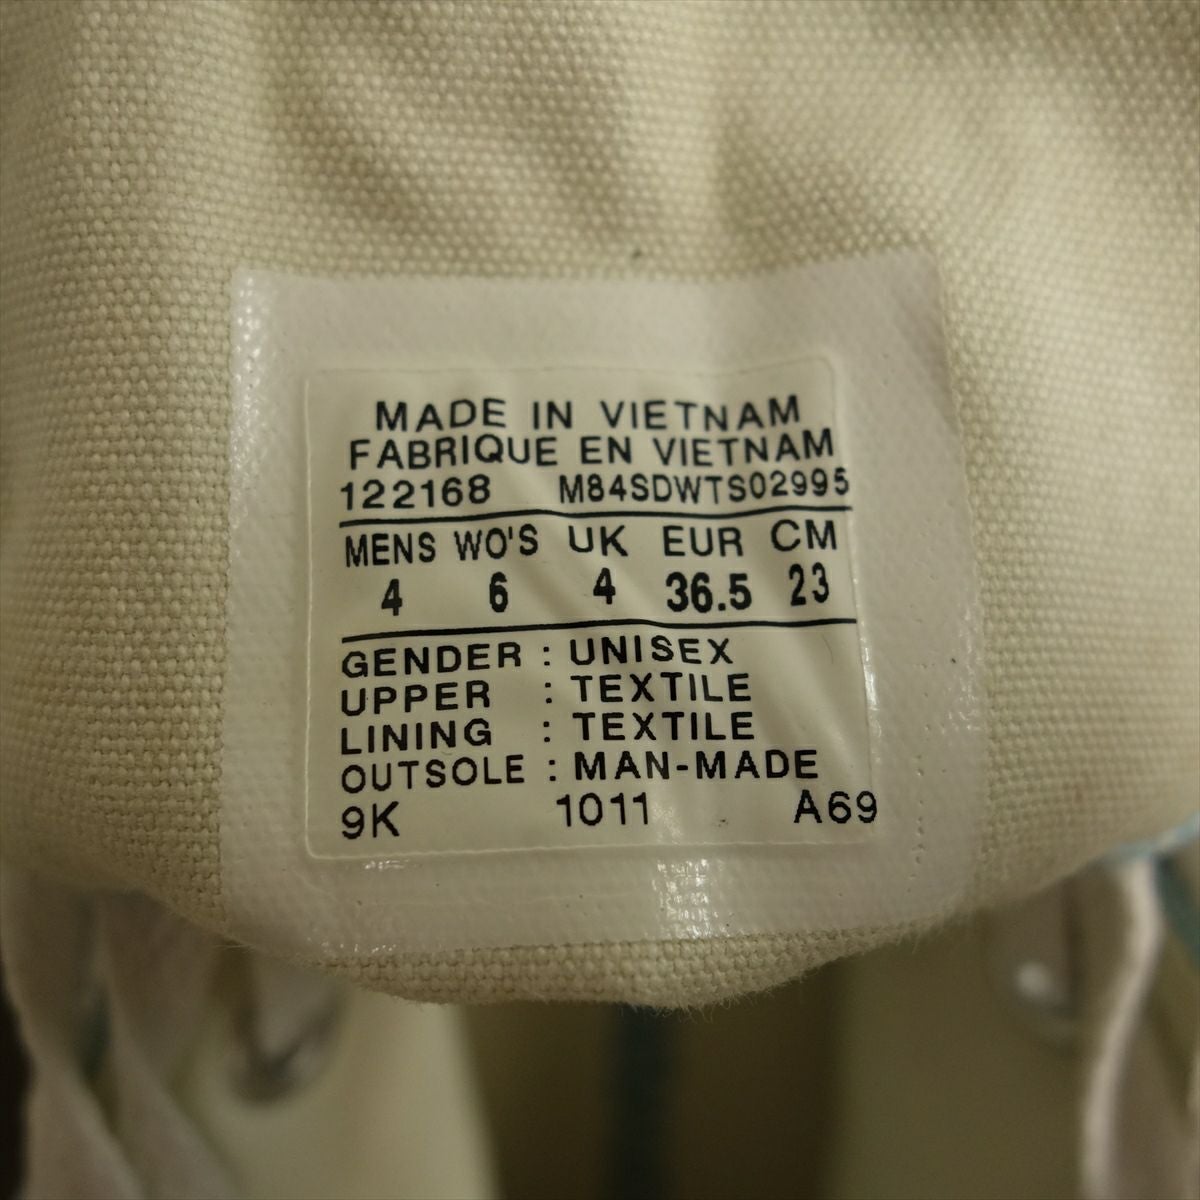 MADE IN VIETNAM
FABRIQUE EN VIETNAM
122168 M84SDWTS02995
MENS WO'S UK EUR CM
4 6 4 36.5 23
GENDER : UNISEX
UPPER : TEXTILE
LINING : TEXTILE
OUTSOLE : MAN-MADE
9K 1011 A69